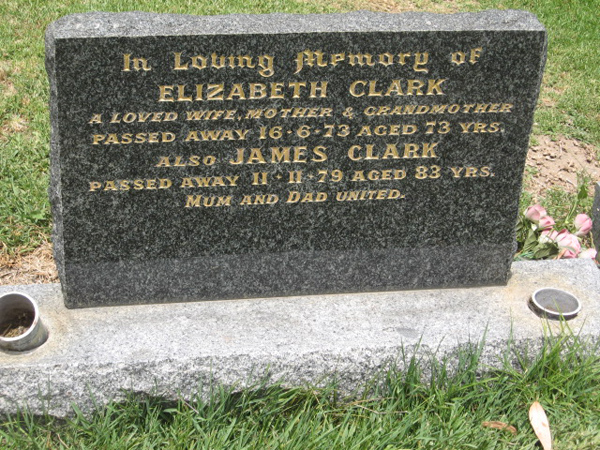 In Loving Memory of
ELIZABETH CLARK
A LOVED WIFE, MOTHER & GRANDMOTHER
PASSED AWAY 16·6·73 AGED 73 YRS.
ALSO JAMES CLARK
PASSED AWAY 11·11·79 AGED 83 YRS.
MUM AND DAD UNITED.